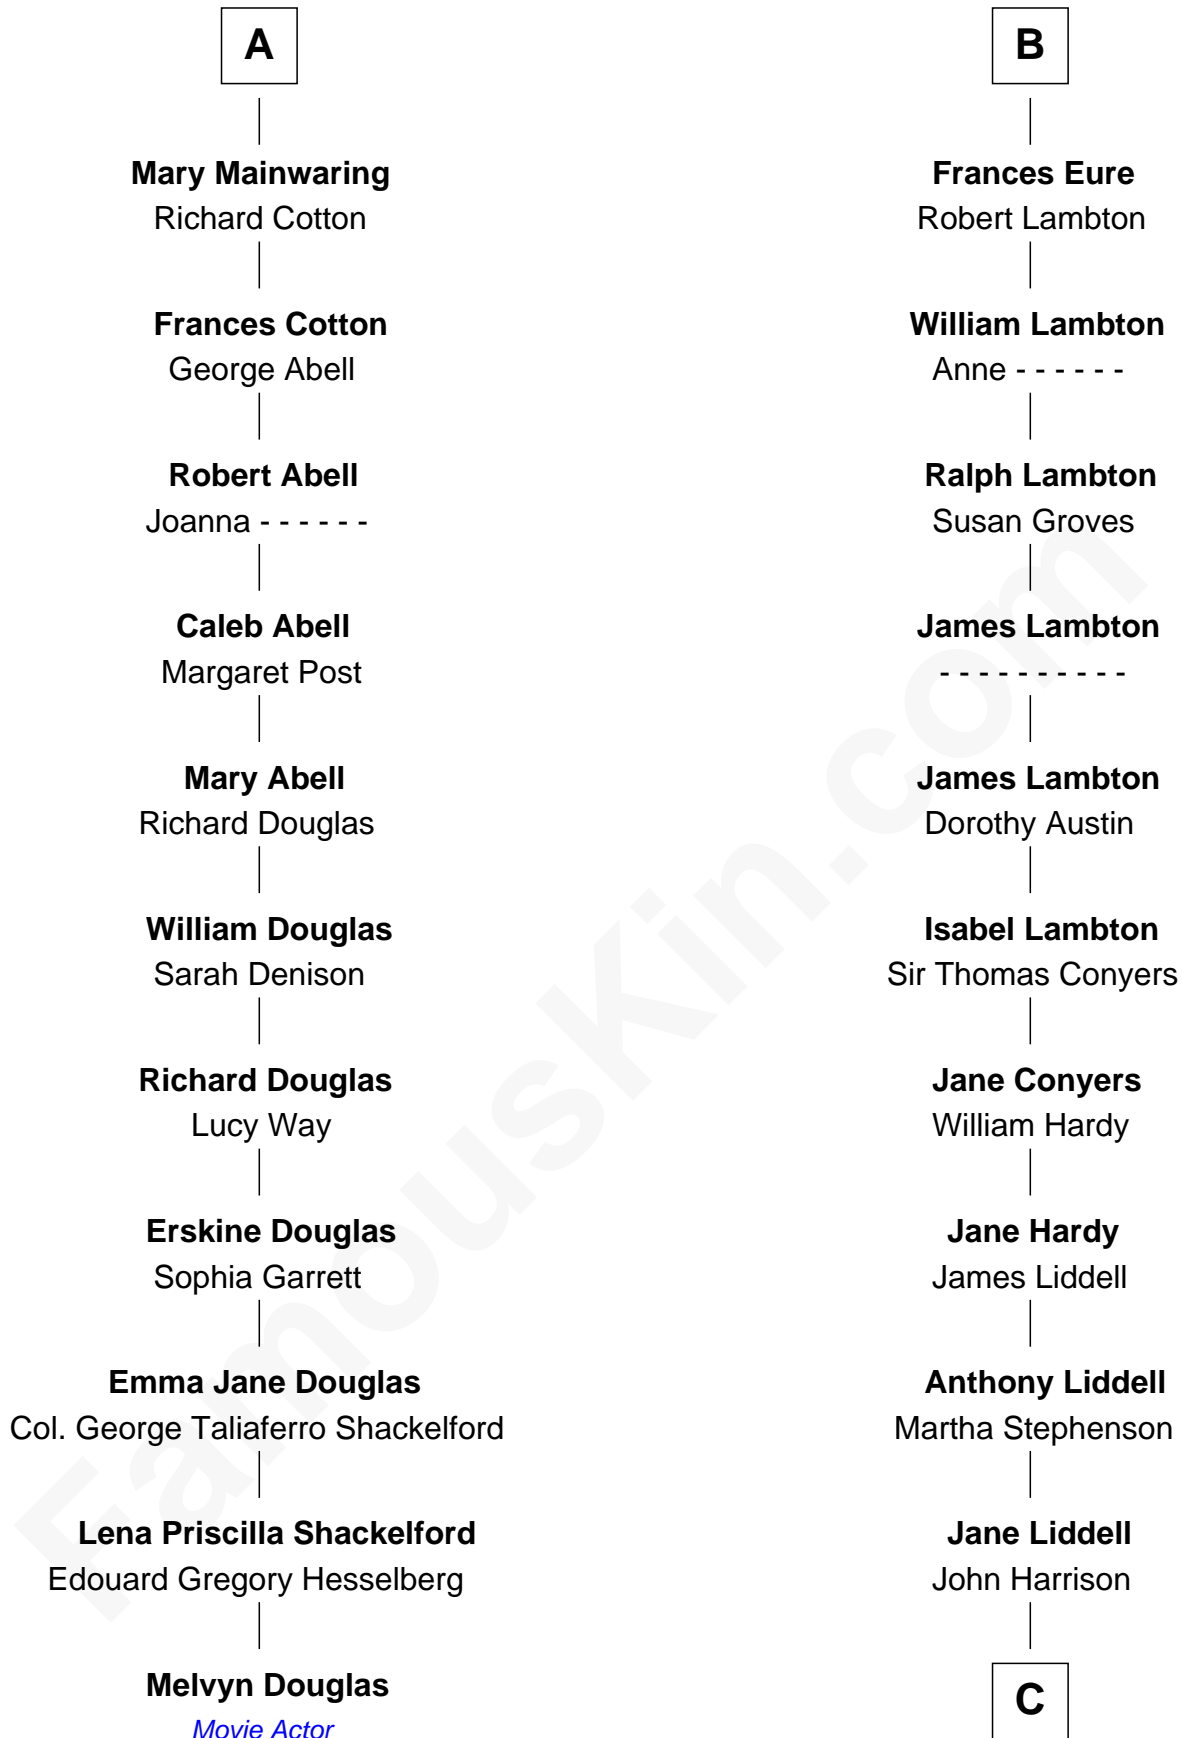 A
Mary Mainwaring
Richard Cotton
Frances Cotton
George Abell
Robert Abell
Joanna - - - - - -
Caleb Abell
Margaret Post
Mary Abell
Richard Douglas
William Douglas
Sarah Denison
Richard Douglas
Lucy Way
Erskine Douglas
Sophia Garrett
Emma Jane Douglas
Col. George Taliaferro Shackelford
Lena Priscilla Shackelford
Edouard Gregory Hesselberg
Melvyn Douglas
Movie Actor
B
Frances Eure
Robert Lambton
William Lambton
Anne - - - - - -
Ralph Lambton
Susan Groves
James Lambton
- - - - - - - - - -
James Lambton
Dorothy Austin
Isabel Lambton
Sir Thomas Conyers
Jane Conyers
William Hardy
Jane Hardy
James Liddell
Anthony Liddell
Martha Stephenson
Jane Liddell
John Harrison
C
FamousKin.com